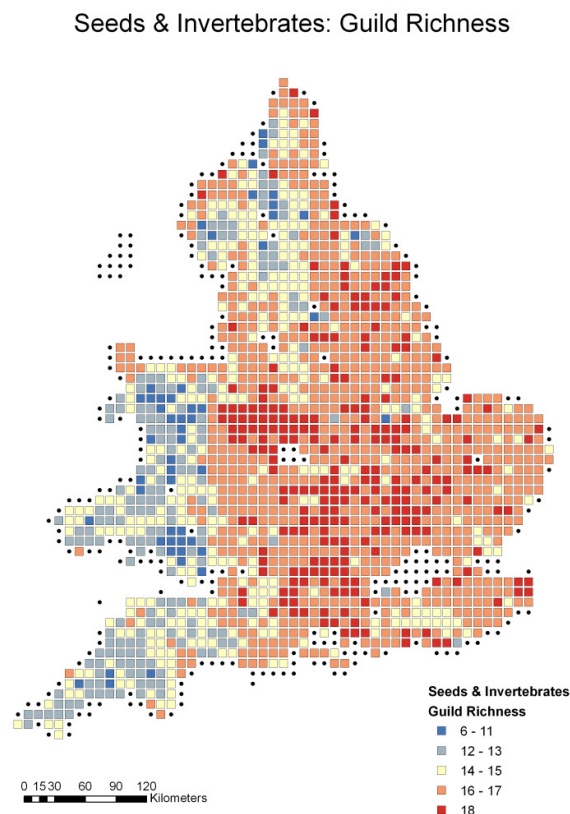 Seeds & Invertebrates: Guild Richness
Seeds & Invertebrates
Guild Richness
6 - 11
12 - 13
14 - 15
16 - 17
18
0 15 30 60 90 120
Kilometers